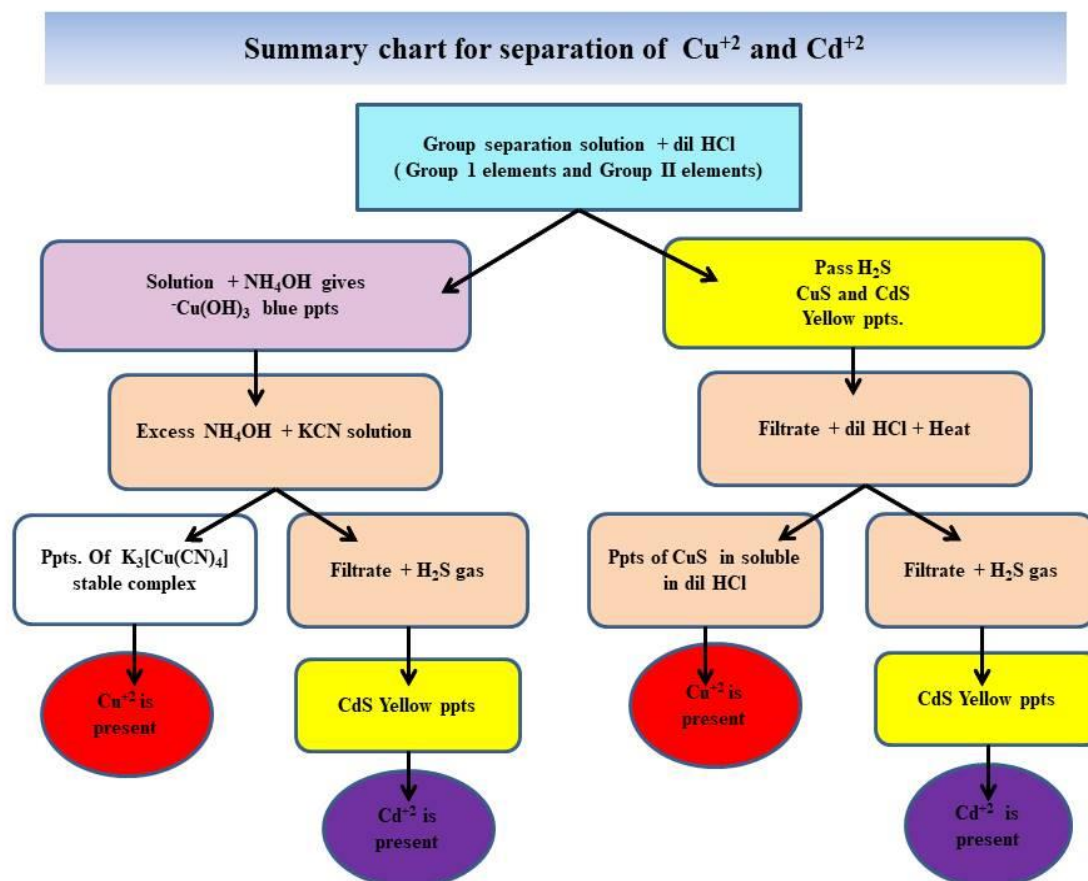 Summary chart for separation of Cu⁺² and Cd⁺²
Group separation solution + dil HCl
( Group 1 elements and Group II elements)
Solution + NH₄OH gives
⁻Cu(OH)₃ blue ppts
Pass H₂S
CuS and CdS
Yellow ppts.
Excess NH₄OH + KCN solution
Filtrate + dil HCl + Heat
Ppts. Of K₃[Cu(CN)₄]
stable complex
Filtrate + H₂S gas
Ppts of CuS in soluble
in dil HCl
Filtrate + H₂S gas
Cu⁺² is
present
CdS Yellow ppts
Cu⁺² is
present
CdS Yellow ppts
Cd⁺² is
present
Cd⁺² is
present